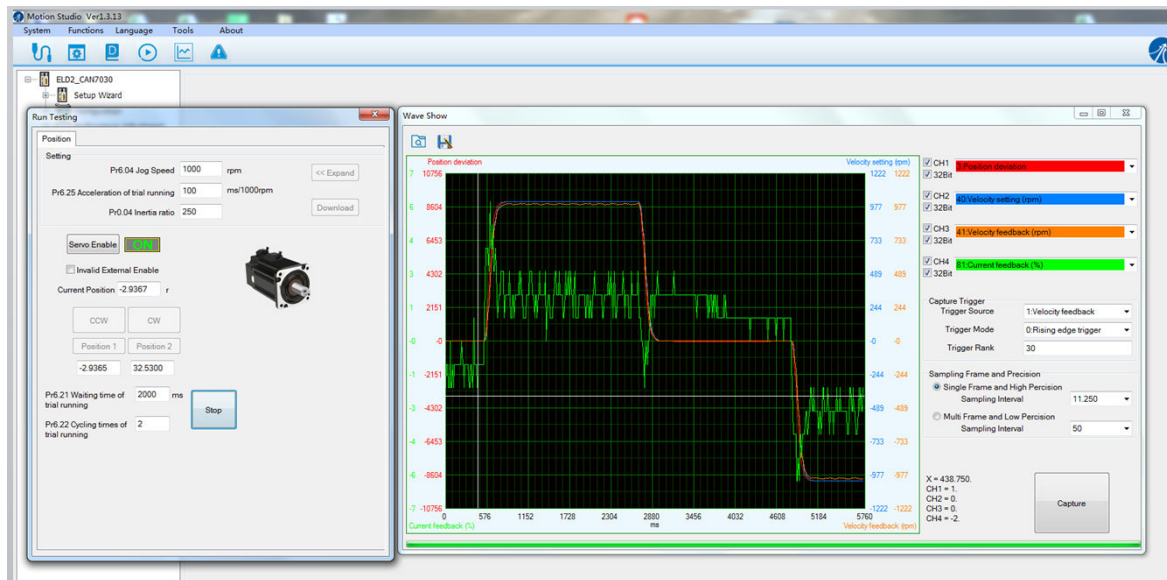 Motion Studio Ver1.3.13
System Functions Language Tools About
ELD2_CAN7030
Setup Wizard
Run Testing
Position
Setting
Pr6.04 Jog Speed 1000 rpm << Expand
Pr6.25 Acceleration of trial running 100 ms/1000rpm
Pr0.04 Inertia ratio 250 Download
Servo Enable ON
Invalid External Enable
Current Position -2.9367 r
CCW CW
Position 1 Position 2
-2.9365 32.5300
Pr6.21 Waiting time of trial running 2000 ms
Stop
Pr6.22 Cycling times of trial running 2
Wave Show
Position deviation Velocity setting (rpm)
7 10756 1222 1222
6 8604 977 977
4 6453 733 733
3 4302 489 489
1 2151 244 244
-0 -0 -0 -0
-1 -2151 -244 -244
-3 -4302 -489 -489
-4 -6453 -733 -733
-6 -8604 -977 -977
-7 -10756 -1222 -1222
0 576 1152 1728 2304 2880 3456 4032 4608 5184 5760
ms
Current feedback (%) Velocity feedback (rpm)
CH1 3:Position deviation
32Bit
CH2 40:Velocity setting (rpm)
32Bit
CH3 41:Velocity feedback (rpm)
32Bit
CH4 61:Current feedback (%)
32Bit
Capture Trigger
Trigger Source 1:Velocity feedback
Trigger Mode 0:Rising edge trigger
Trigger Rank 30
Sampling Frame and Precision
Single Frame and High Percision
Sampling Interval 11.250
Multi Frame and Low Percision
Sampling Interval 50
X = 438.750.
CH1 = 1.
CH2 = 0.
CH3 = 0.
CH4 = -2.
Capture